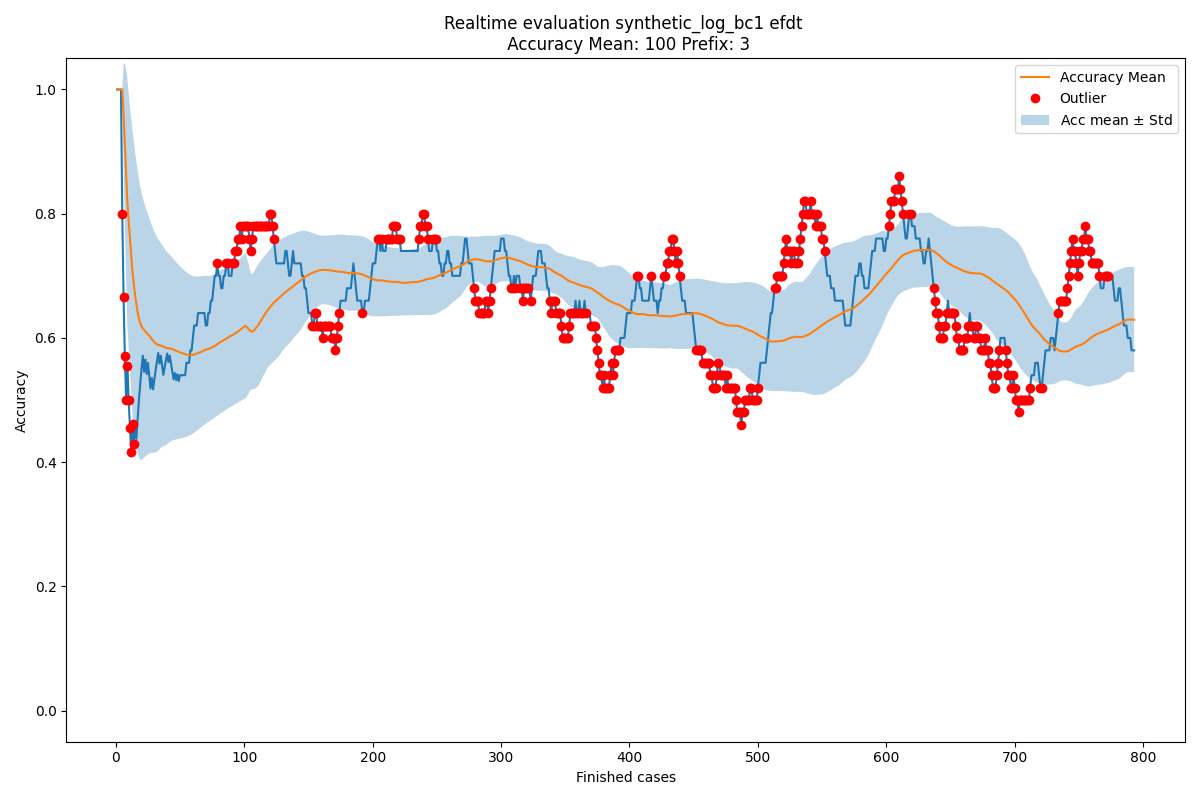 Realtime evaluation synthetic_log_bc1 efdt
Accuracy Mean: 100 Prefix: 3
Accuracy Mean
Outlier
Acc mean ± Std
1.0
0.8
0.6
0.4
0.2
0.0
Accuracy
0 100 200 300 400 500 600 700 800
Finished cases